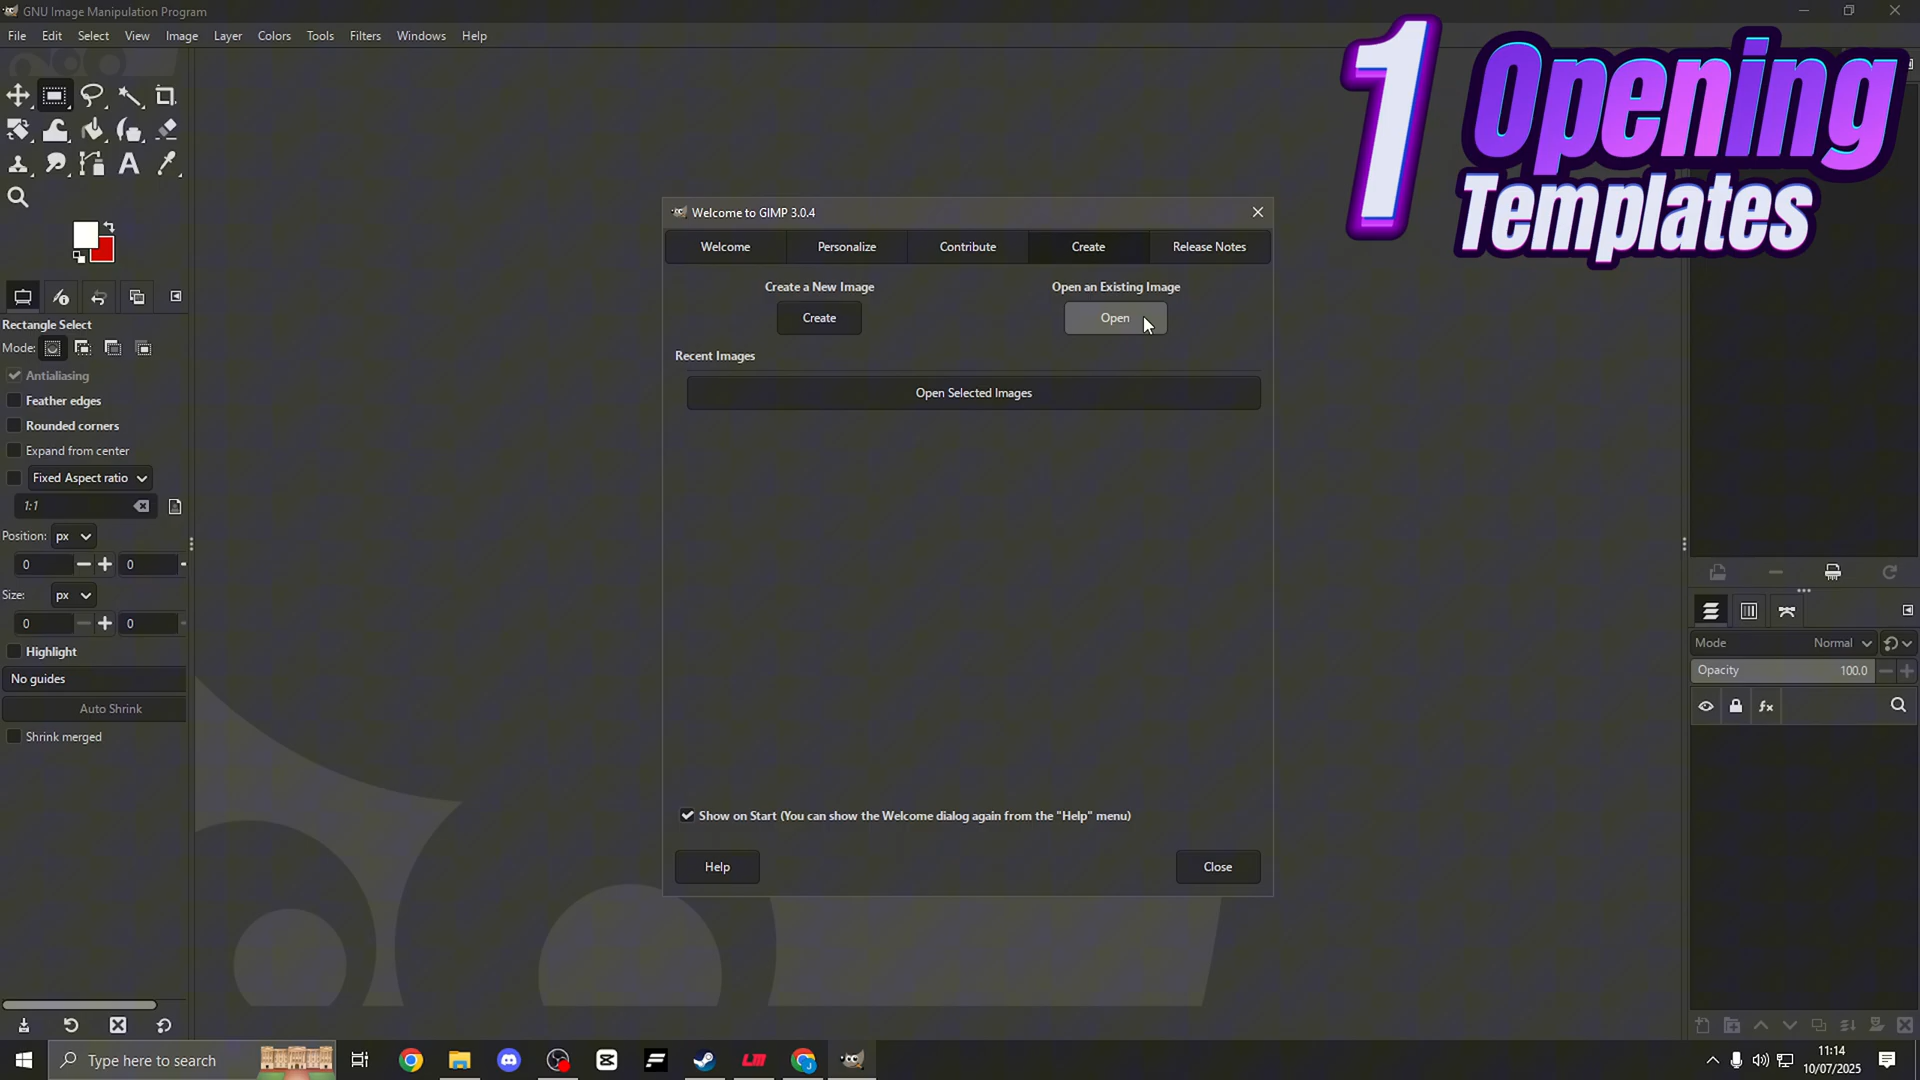 GNU Image Manipulation Program
File Edit Select View Image Layer Colors Tools Filters Windows Help
1 Opening
Templates
Welcome to GIMP 3.0.4
Welcome Personalize Contribute Create Release Notes
Create a New Image
Create
Open an Existing Image
Open
Recent Images
Open Selected Images
Show on Start (You can show the Welcome dialog again from the "Help" menu)
Help
Close
Rectangle Select
Mode:
Antialiasing
Feather edges
Rounded corners
Expand from center
Fixed Aspect ratio
1:1
Position: px
0 0
Size: px
0 0
Highlight
No guides
Auto Shrink
Shrink merged
Mode Normal
Opacity 100.0
fx
Type here to search
LM
J
11:14
10/07/2025